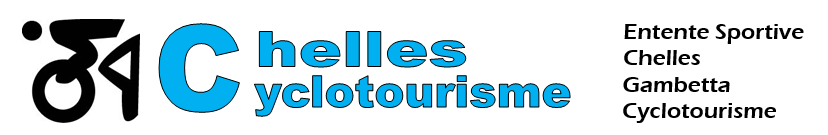 Chelles
Cyclotourisme
Entente Sportive
Chelles
Gambetta
Cyclotourisme